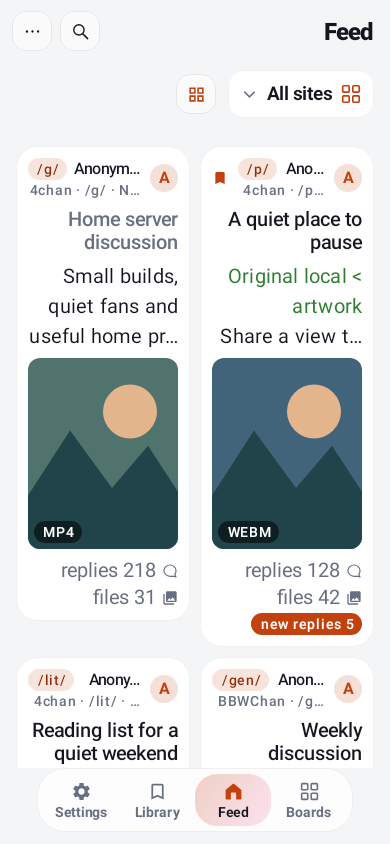 Feed
All sites
/g/ Anonym… A
4chan · /g/ · N…
Home server
discussion
Small builds,
quiet fans and
useful home pr…
MP4
replies 218
files 31
/p/ Ano… A
4chan · /p…
A quiet place to
pause
Original local <
artwork
Share a view t…
WEBM
replies 128
files 42
new replies 5
/lit/ Anony… A
4chan · /lit/ · …
Reading list for a
quiet weekend
/gen/ Anon… A
BBWChan · /g…
Weekly
discussion
Settings
Library
Feed
Boards